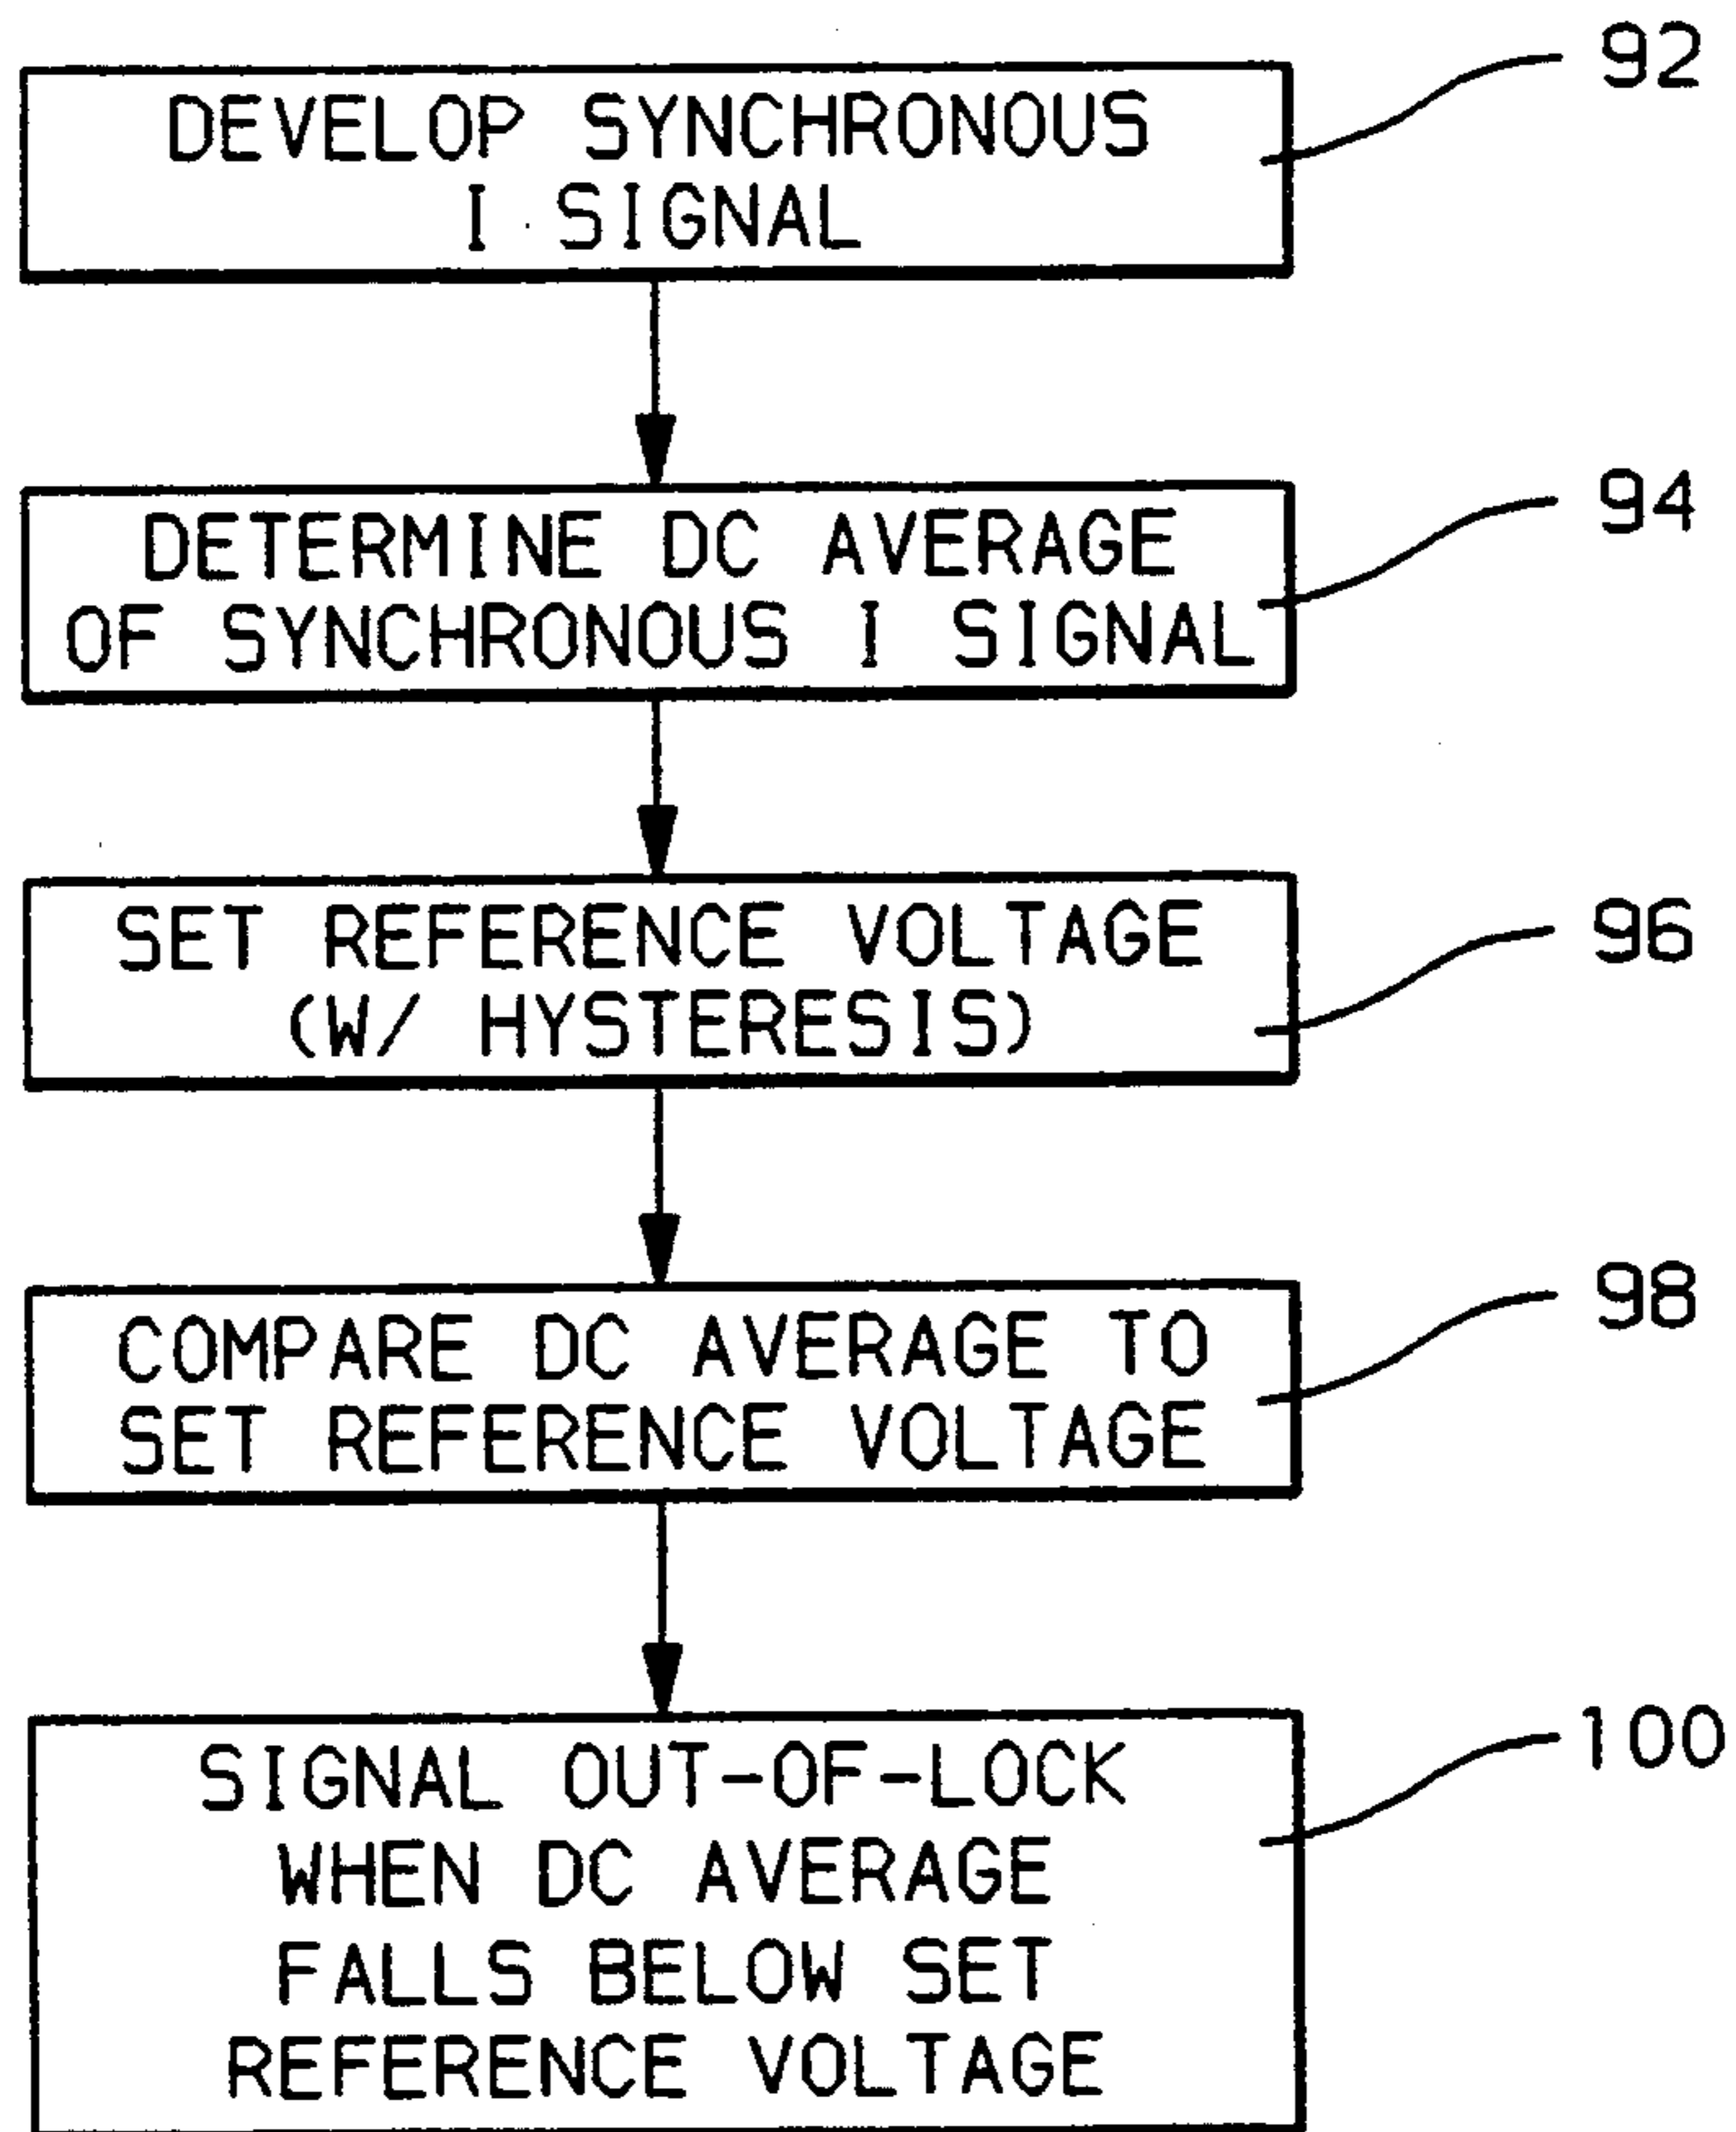 92
DEVELOP SYNCHRONOUS
I SIGNAL
94
DETERMINE DC AVERAGE
OF SYNCHRONOUS I SIGNAL
96
SET REFERENCE VOLTAGE
(W/ HYSTERESIS)
98
COMPARE DC AVERAGE TO
SET REFERENCE VOLTAGE
100
SIGNAL OUT-OF-LOCK
WHEN DC AVERAGE
FALLS BELOW SET
REFERENCE VOLTAGE